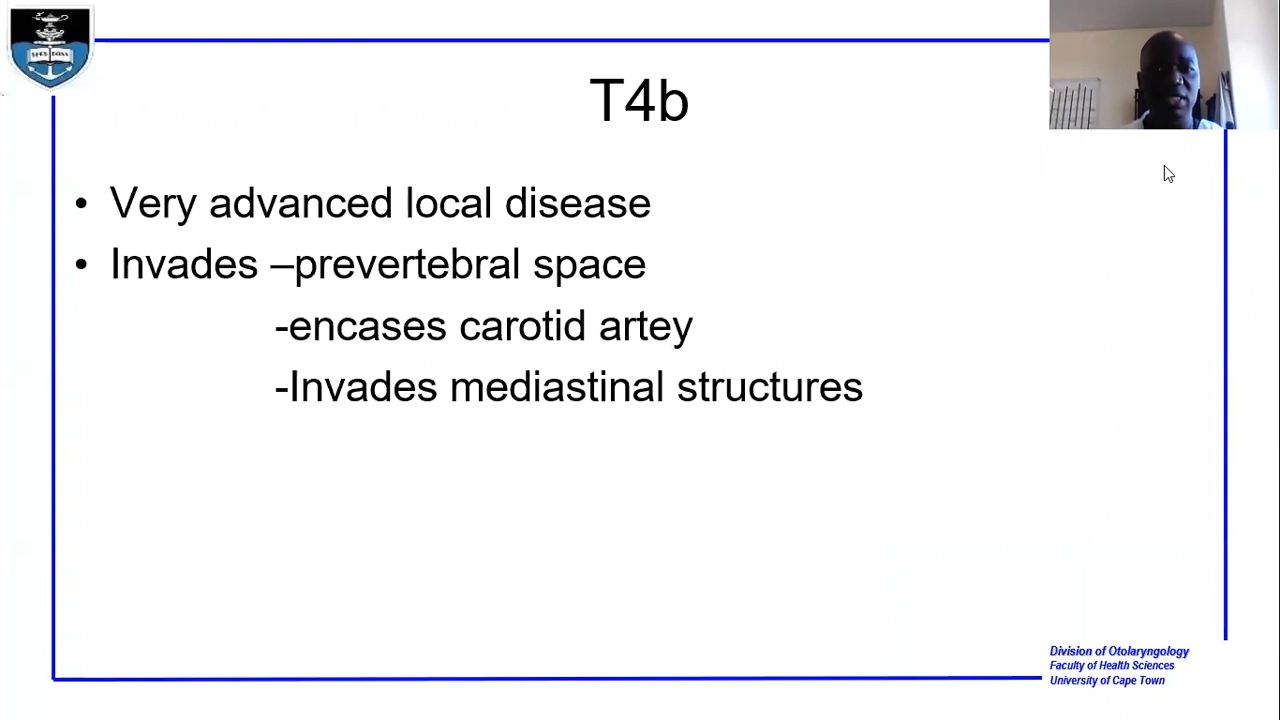 T4b
• Very advanced local disease
• Invades –prevertebral space
-encases carotid artey
-Invades mediastinal structures
Division of Otolaryngology
Faculty of Health Sciences
University of Cape Town